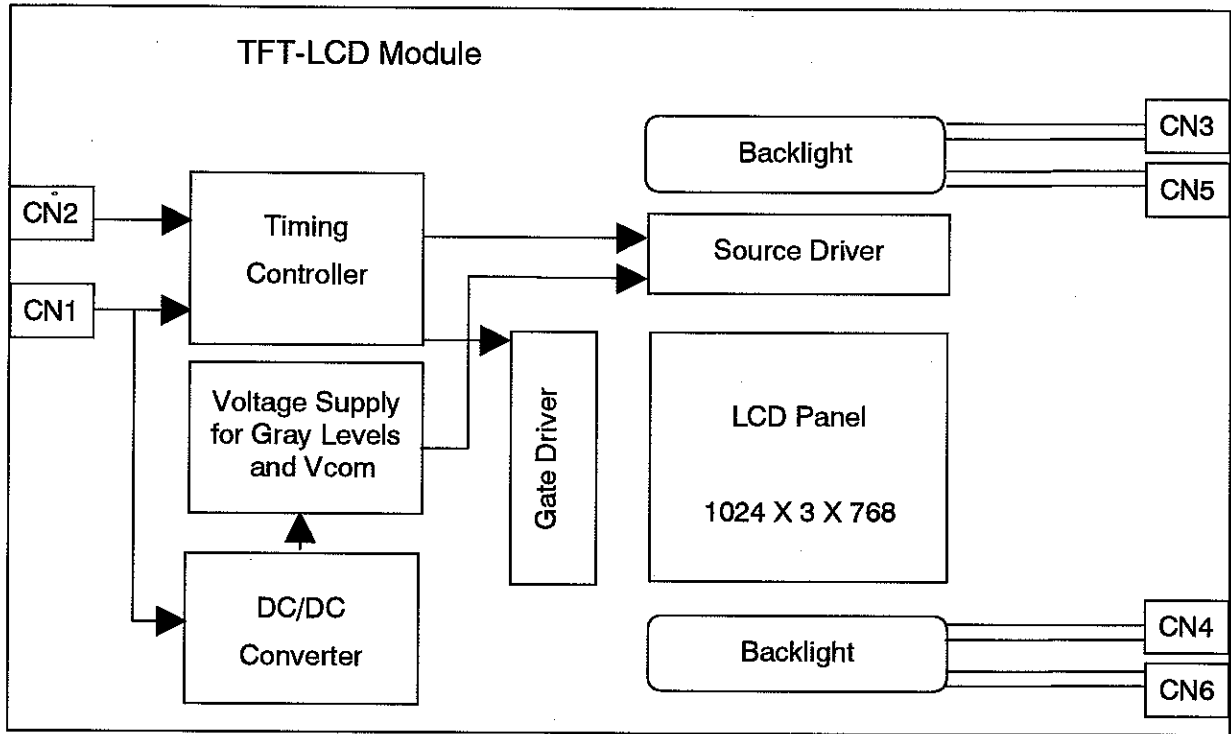 TFT-LCD Module
CN3
Backlight
CN5
CN2
Timing
Controller
Source Driver
CN1
Voltage Supply
for Gray Levels
and Vcom
Gate Driver
LCD Panel
1024 X 3 X 768
DC/DC
Converter
CN4
Backlight
CN6